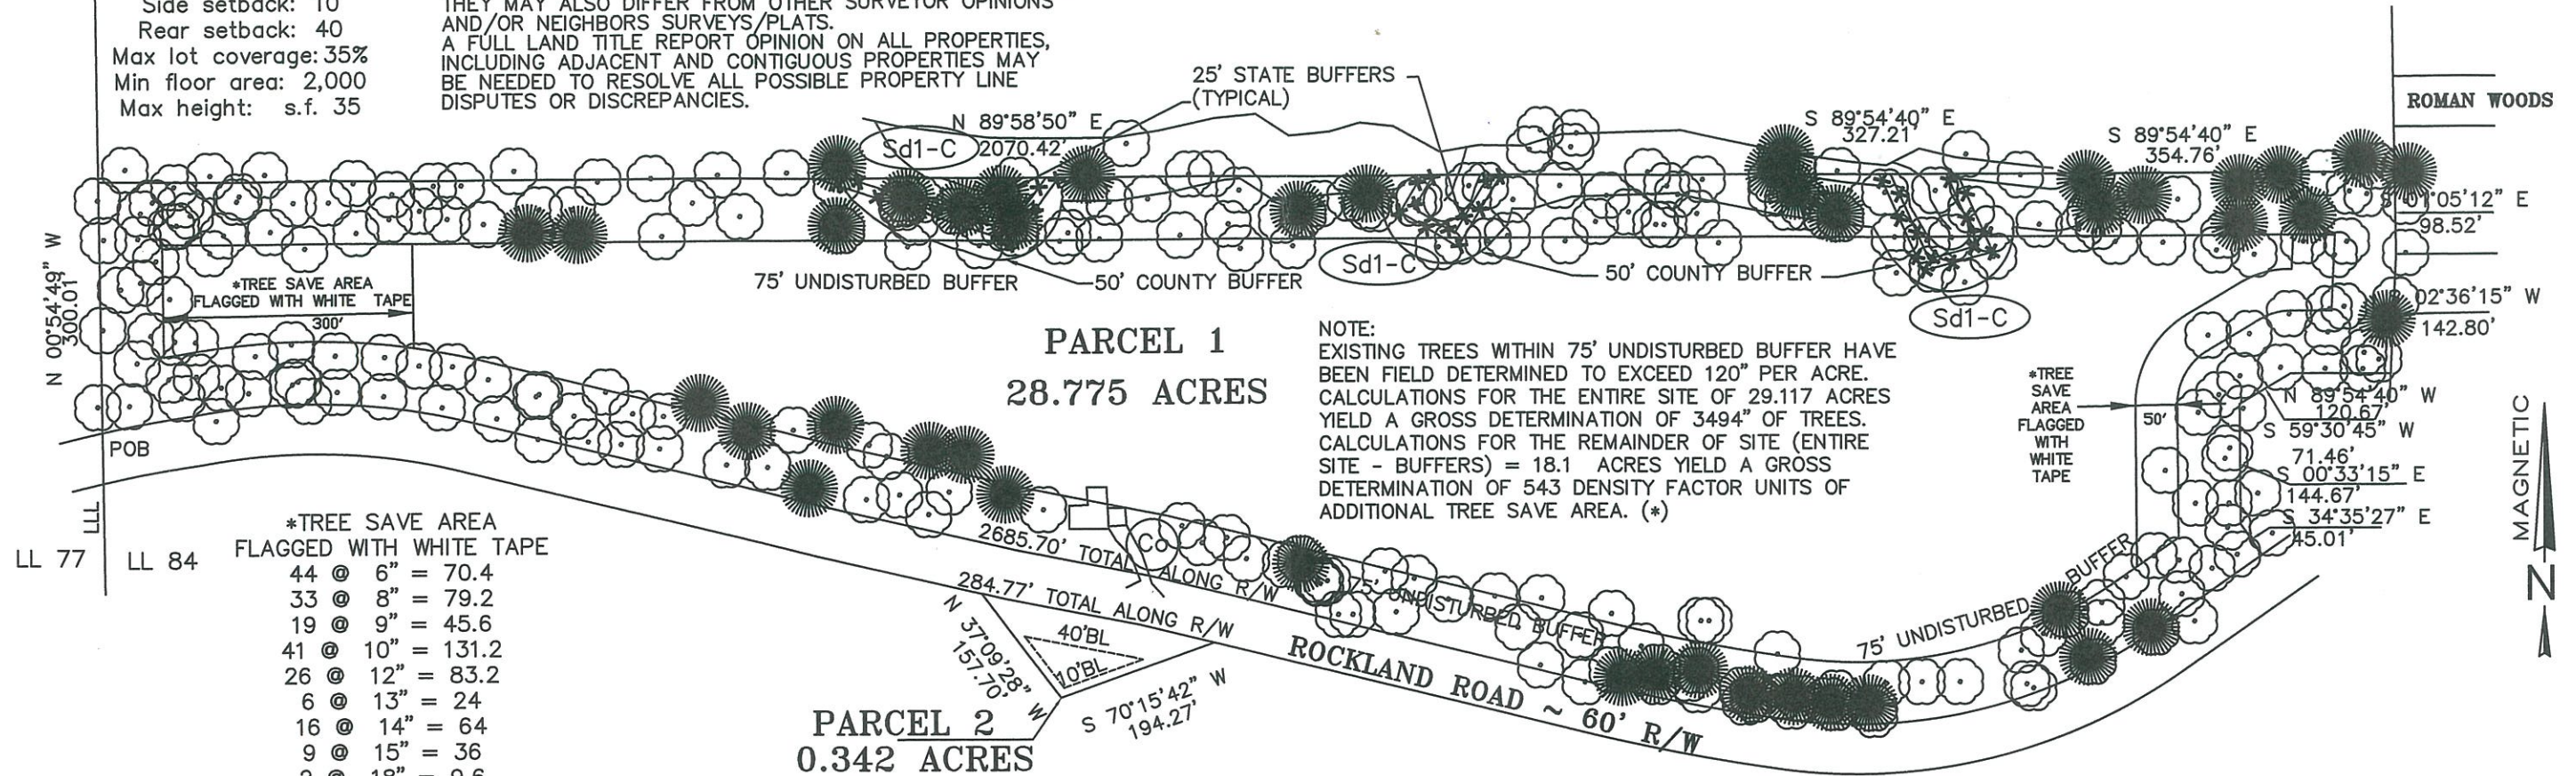 Side setback: 10
Rear setback: 40
Max lot coverage: 35%
Min floor area: 2,000
Max height: s.f. 35
THEY MAY ALSO DIFFER FROM OTHER SURVEYOR OPINIONS
AND/OR NEIGHBORS SURVEYS/PLATS.
A FULL LAND TITLE REPORT OPINION ON ALL PROPERTIES,
INCLUDING ADJACENT AND CONTIGUOUS PROPERTIES MAY
BE NEEDED TO RESOLVE ALL POSSIBLE PROPERTY LINE
DISPUTES OR DISCREPANCIES.
25' STATE BUFFERS
(TYPICAL)
N 89°58'50" E
2070.42'
Sd1-C
S 89°54'40" E
327.21'
S 89°54'40" E
354.76'
ROMAN WOODS
S 01°05'12" E
98.52'
N 00°54'49" W
300.01'
*TREE SAVE AREA
FLAGGED WITH WHITE TAPE
300'
75' UNDISTURBED BUFFER
50' COUNTY BUFFER
Sd1-C
50' COUNTY BUFFER
Sd1-C
02°36'15" W
142.80'
PARCEL 1
28.775 ACRES
NOTE:
EXISTING TREES WITHIN 75' UNDISTURBED BUFFER HAVE
BEEN FIELD DETERMINED TO EXCEED 120" PER ACRE.
CALCULATIONS FOR THE ENTIRE SITE OF 29.117 ACRES
YIELD A GROSS DETERMINATION OF 3494" OF TREES.
CALCULATIONS FOR THE REMAINDER OF SITE (ENTIRE
SITE - BUFFERS) = 18.1 ACRES YIELD A GROSS
DETERMINATION OF 543 DENSITY FACTOR UNITS OF
ADDITIONAL TREE SAVE AREA. (*)
*TREE
SAVE
AREA
FLAGGED
WITH
WHITE
TAPE
50'
N 89°54'40" W
120.67'
S 59°30'45" W
71.46'
S 00°33'15" E
144.67'
S 34°35'27" E
45.01'
MAGNETIC
N
POB
LLL
LL 77
LL 84
*TREE SAVE AREA
FLAGGED WITH WHITE TAPE
44 @ 6" = 70.4
33 @ 8" = 79.2
19 @ 9" = 45.6
41 @ 10" = 131.2
26 @ 12" = 83.2
6 @ 13" = 24
16 @ 14" = 64
9 @ 15" = 36
2 @ 18" = 9.6
2685.70' TOTAL ALONG R/W
Co
284.77' TOTAL ALONG R/W
75' UNDISTURBED BUFFER
75' UNDISTURBED BUFFER
N 37°09'28" W
157.70'
40'BL
10'BL
S 70°15'42" W
194.27'
ROCKLAND ROAD ~ 60' R/W
PARCEL 2
0.342 ACRES